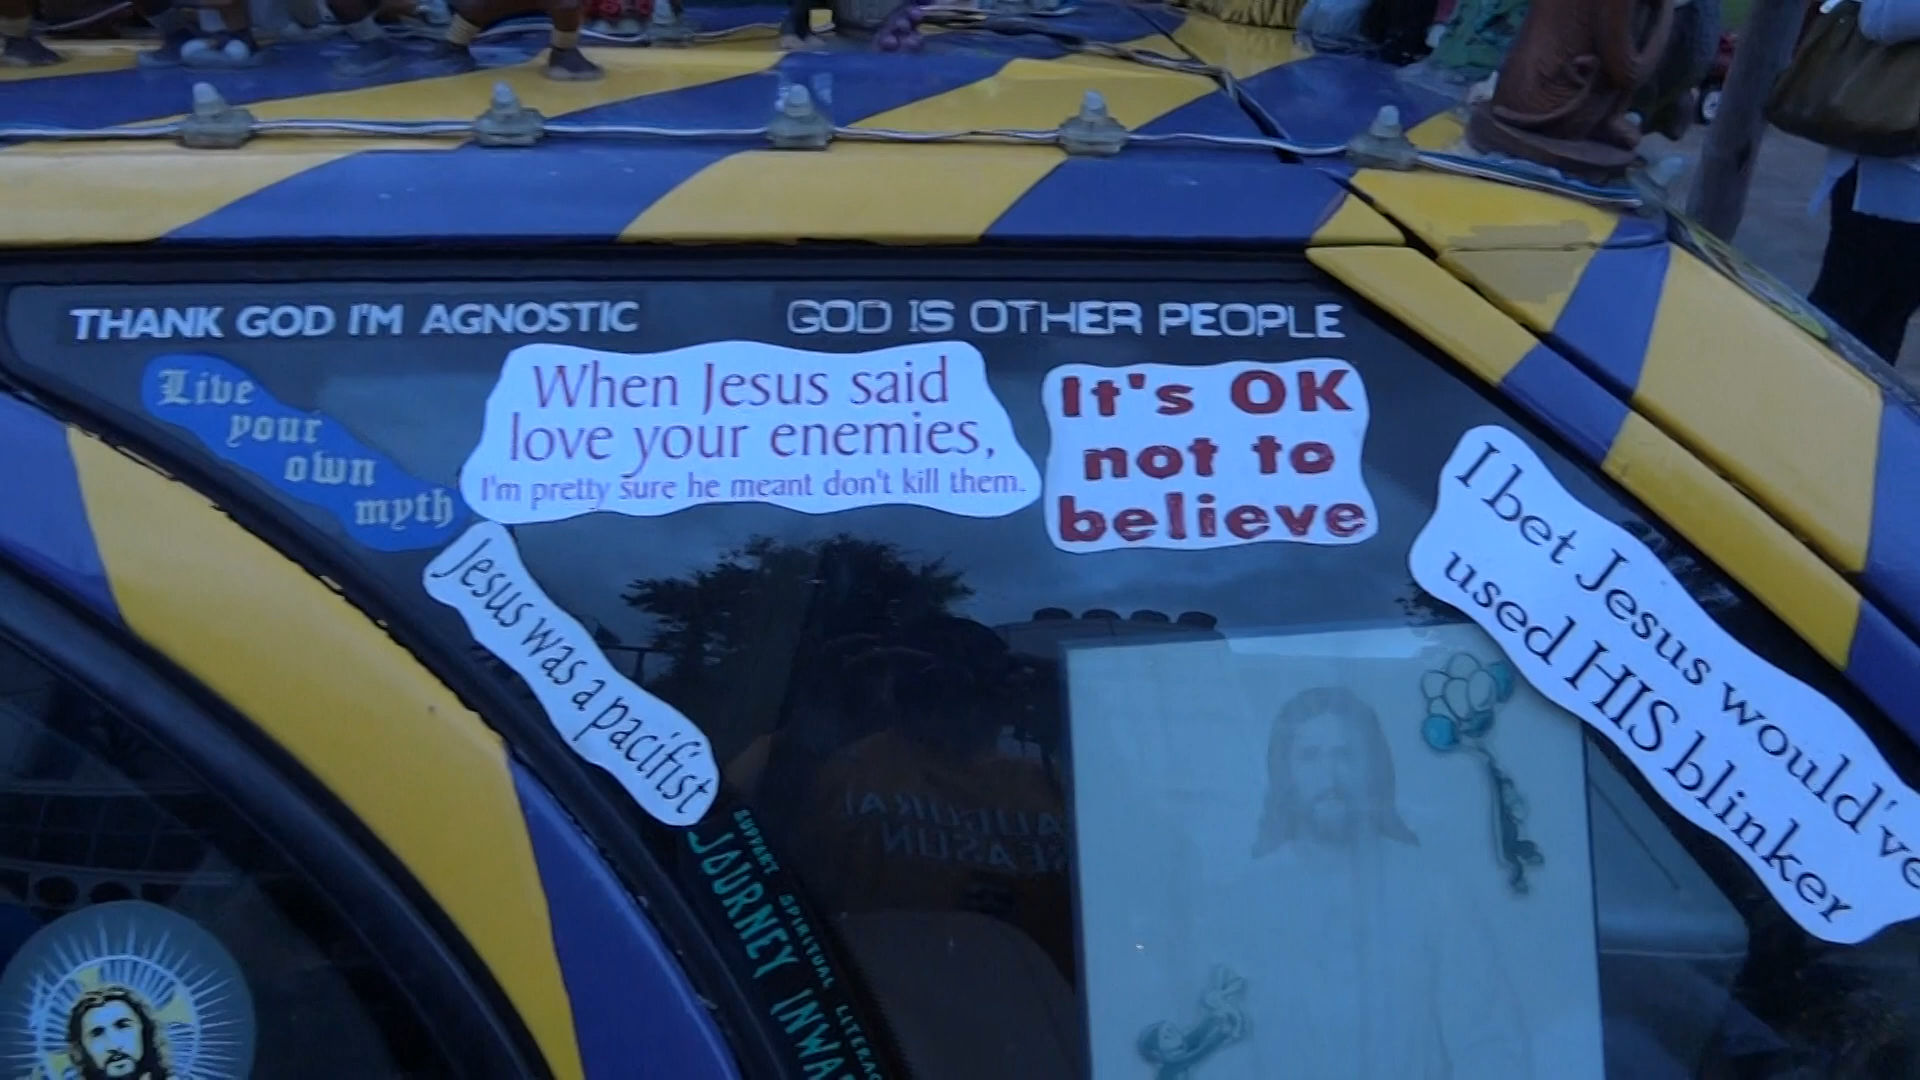 THANK GOD I'M AGNOSTIC
GOD IS OTHER PEOPLE
Live
your
own
myth
When Jesus said
love your enemies,
I'm pretty sure he meant don't kill them.
It's OK
not to
believe
I bet Jesus would've
used HIS blinker
Jesus was a pacifist
SUPPORT SPIRITUAL
JOURNEY